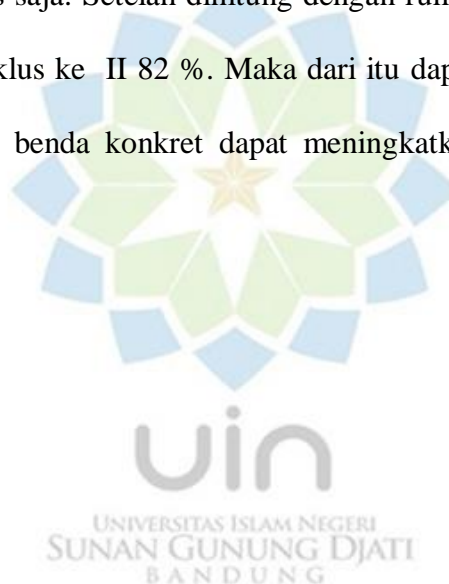 saja. Setelah dihitung dengan
klus ke II 82 %. Maka dari itu dap
benda konkret dapat meningkatk
uin
UNIVERSITAS ISLAM NEGERI
SUNAN GUNUNG DJATI
BANDUNG